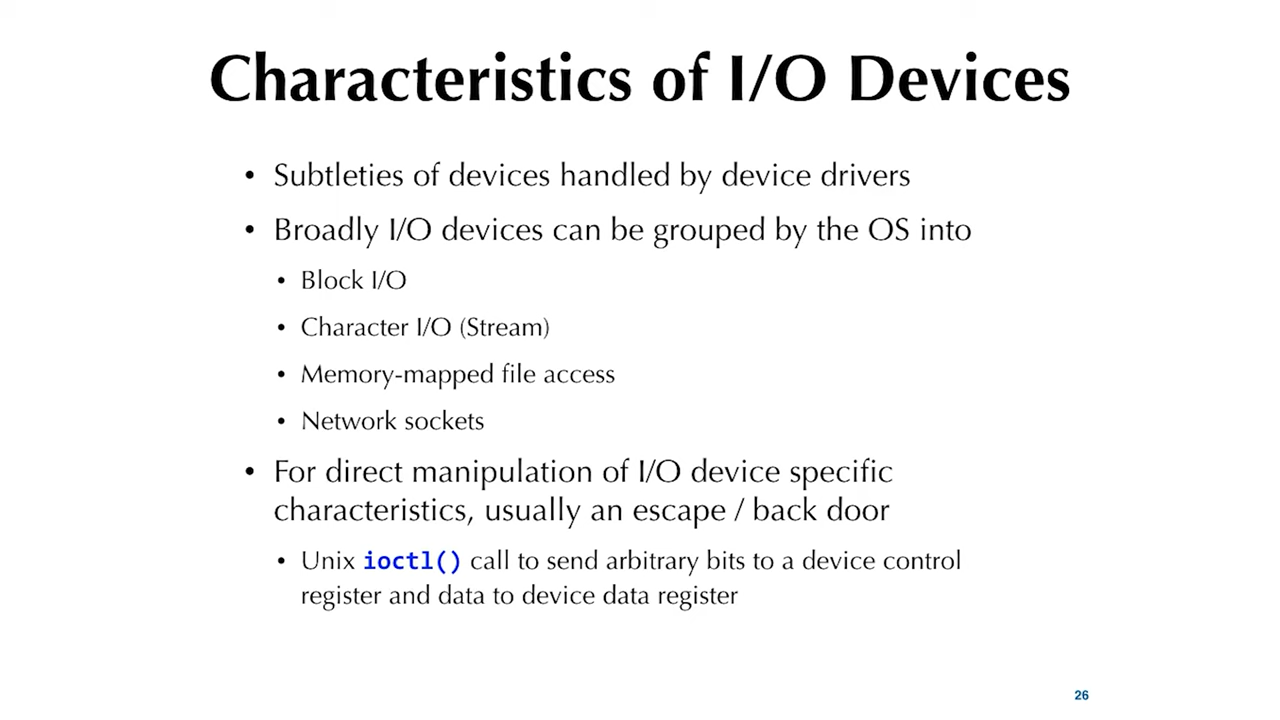 Characteristics of I/O Devices
• Subtleties of devices handled by device drivers
• Broadly I/O devices can be grouped by the OS into
• Block I/O
• Character I/O (Stream)
• Memory-mapped file access
• Network sockets
• For direct manipulation of I/O device specific
characteristics, usually an escape / back door
• Unix ioctl() call to send arbitrary bits to a device control
register and data to device data register
26